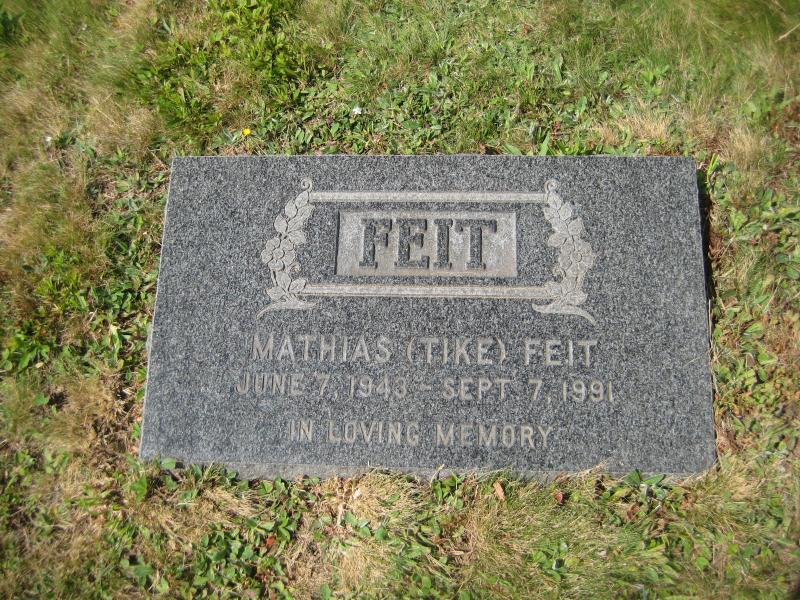 FEIT
MATHIAS (TIKE) FEIT
JUNE 7, 1943 - SEPT 7, 1991
IN LOVING MEMORY